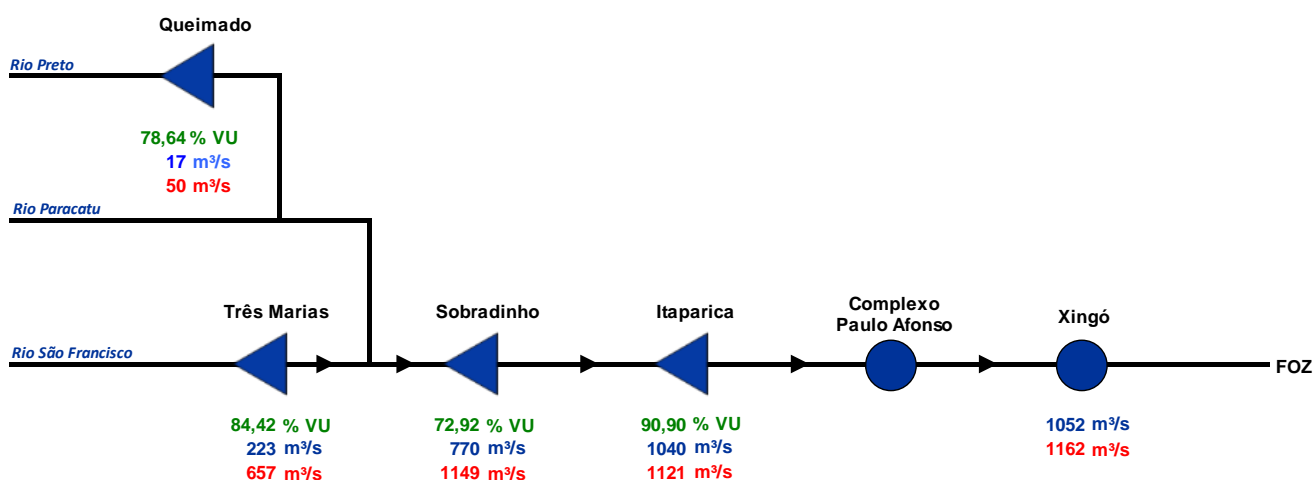 Queimado
Rio Preto
78,64 % VU
17 m³/s
50 m³/s
Rio Paracatu
Três Marias
Sobradinho
Itaparica
Complexo
Paulo Afonso
Xingó
Rio São Francisco
FOZ
84,42 % VU
223 m³/s
657 m³/s
72,92 % VU
770 m³/s
1149 m³/s
90,90 % VU
1040 m³/s
1121 m³/s
1052 m³/s
1162 m³/s